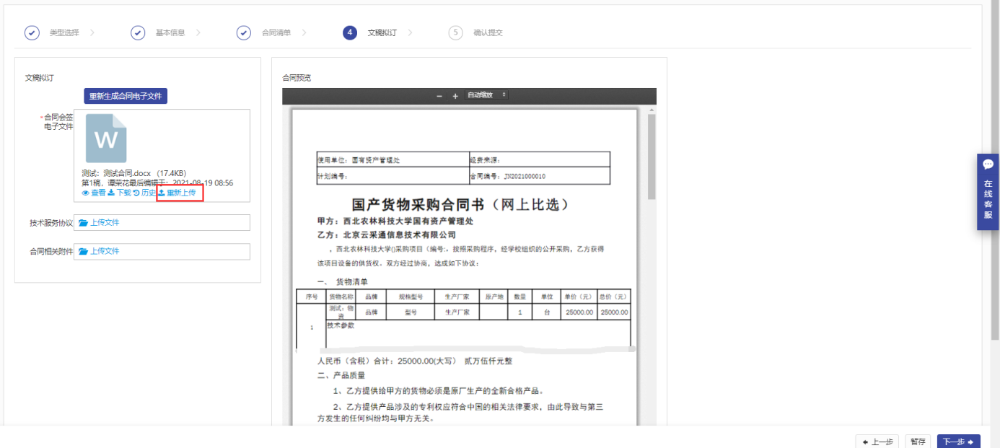 类型选择
基本信息
合同清单
4 文稿拟订
5 确认提交
文稿拟订
重新生成合同电子文件
*合同会签
电子文件
W
测试：测试合同.docx （17.4KB）
第1稿，谭荣花最后编辑于：2021-08-19 08:56
查看 下载 历史 重新上传
技术服务协议 上传文件
合同相关附件 上传文件
合同预览
自动缩放
使用单位：国有资产管理处 经费来源：
计划编号： 合同编号：JN2021000010
国产货物采购合同书（网上比选）
甲方：西北农林科技大学国有资产管理处
乙方：北京云采通信息技术有限公司
，西北农林科技大学()采购项目（编号:，按照采购程序，经学校组织的公开采购，乙方获得
该项目设备的供货权。双方经过协商，达成如下协议：
一、 货物清单
序号 货物名称 品牌 规格型号 生产厂家 原产地 数量 单位 单价（元） 总价（元）
1 测试：物资 品牌 型号 生产厂家 1 台 25000.00 25000.00
技术参数
人民币（含税）合计：25000.00(大写） 贰万伍仟元整
二、产品质量
1、乙方提供给甲方的货物必须是原厂生产的全新合格产品。
2、乙方提供产品涉及的专利权应符合中国的相关法律要求，由此导致与第三
方发生的任何纠纷均与甲方无关。
在线客服
上一步 暂存 下一步